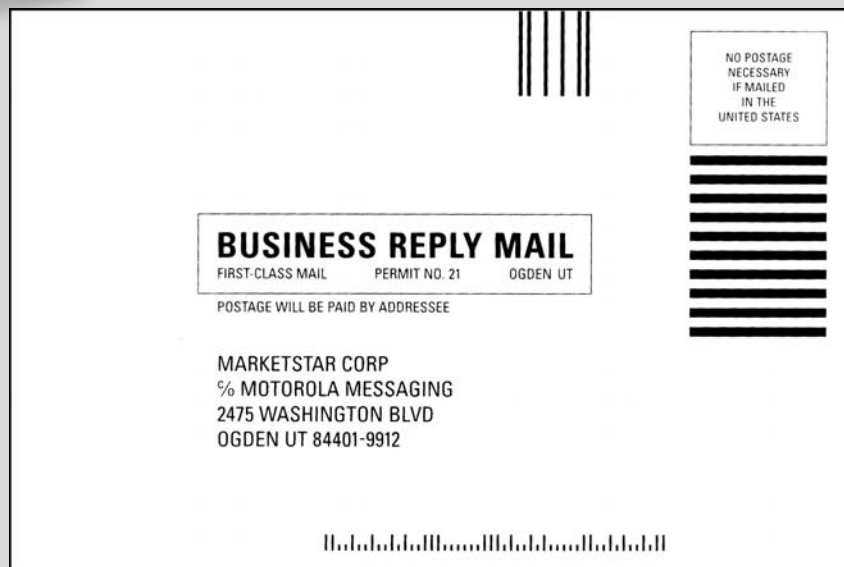 NO POSTAGE
NECESSARY
IF MAILED
IN THE
UNITED STATES
BUSINESS REPLY MAIL
FIRST-CLASS MAIL PERMIT NO. 21 OGDEN UT
POSTAGE WILL BE PAID BY ADDRESSEE
MARKETSTAR CORP
℅ MOTOROLA MESSAGING
2475 WASHINGTON BLVD
OGDEN UT 84401-9912